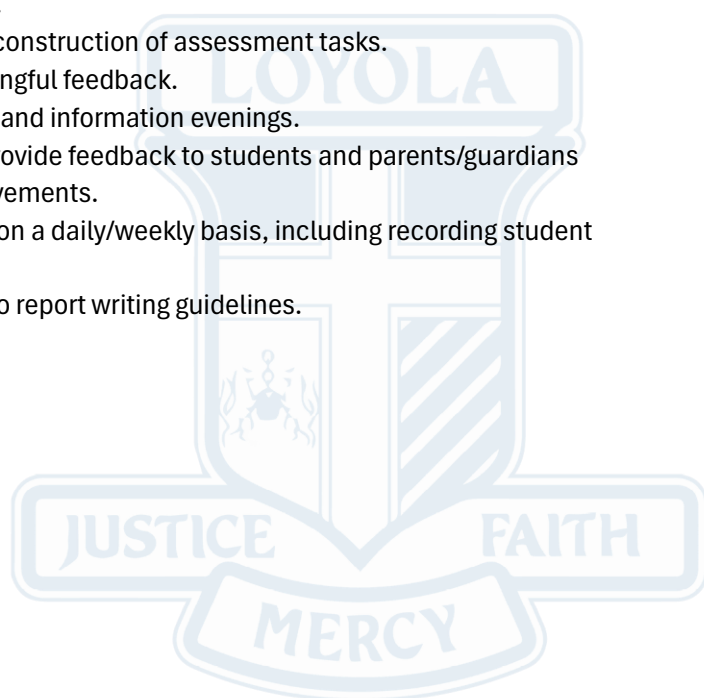 construction of assessment tasks.
ngful feedback.
and information evenings.
rovide feedback to students and parents/guardians
vements.
on a daily/weekly basis, including recording student
o report writing guidelines.
LOYOLA
JUSTICE FAITH
MERCY